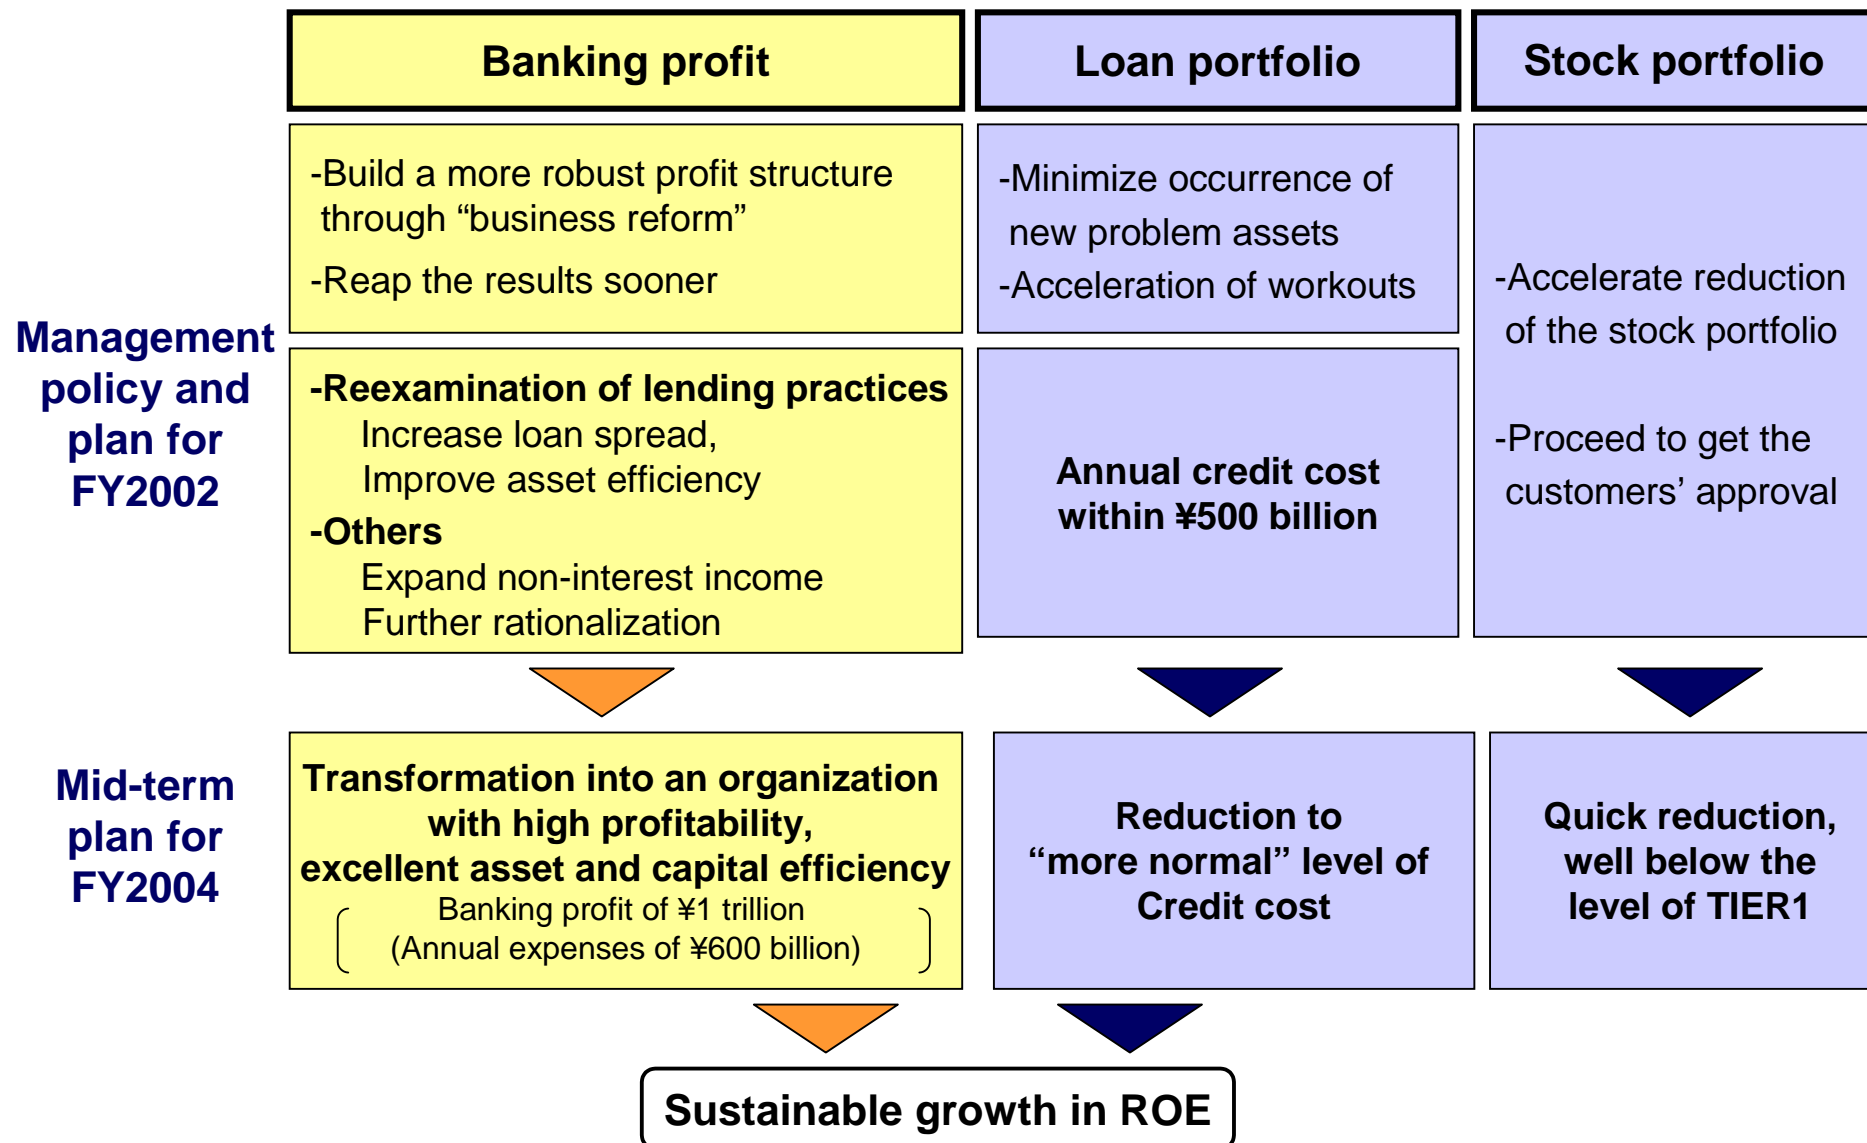 Banking profit
Loan portfolio
Stock portfolio
Management
policy and
plan for
FY2002
-Build a more robust profit structure
through “business reform”
-Reap the results sooner
-Minimize occurrence of
new problem assets
-Acceleration of workouts
-Accelerate reduction
of the stock portfolio
-Proceed to get the
customers’ approval
-Reexamination of lending practices
Increase loan spread,
Improve asset efficiency
-Others
Expand non-interest income
Further rationalization
Annual credit cost
within ¥500 billion
Mid-term
plan for
FY2004
Transformation into an organization
with high profitability,
excellent asset and capital efficiency
Banking profit of ¥1 trillion
(Annual expenses of ¥600 billion)
Reduction to
“more normal” level of
Credit cost
Quick reduction,
well below the
level of TIER1
Sustainable growth in ROE